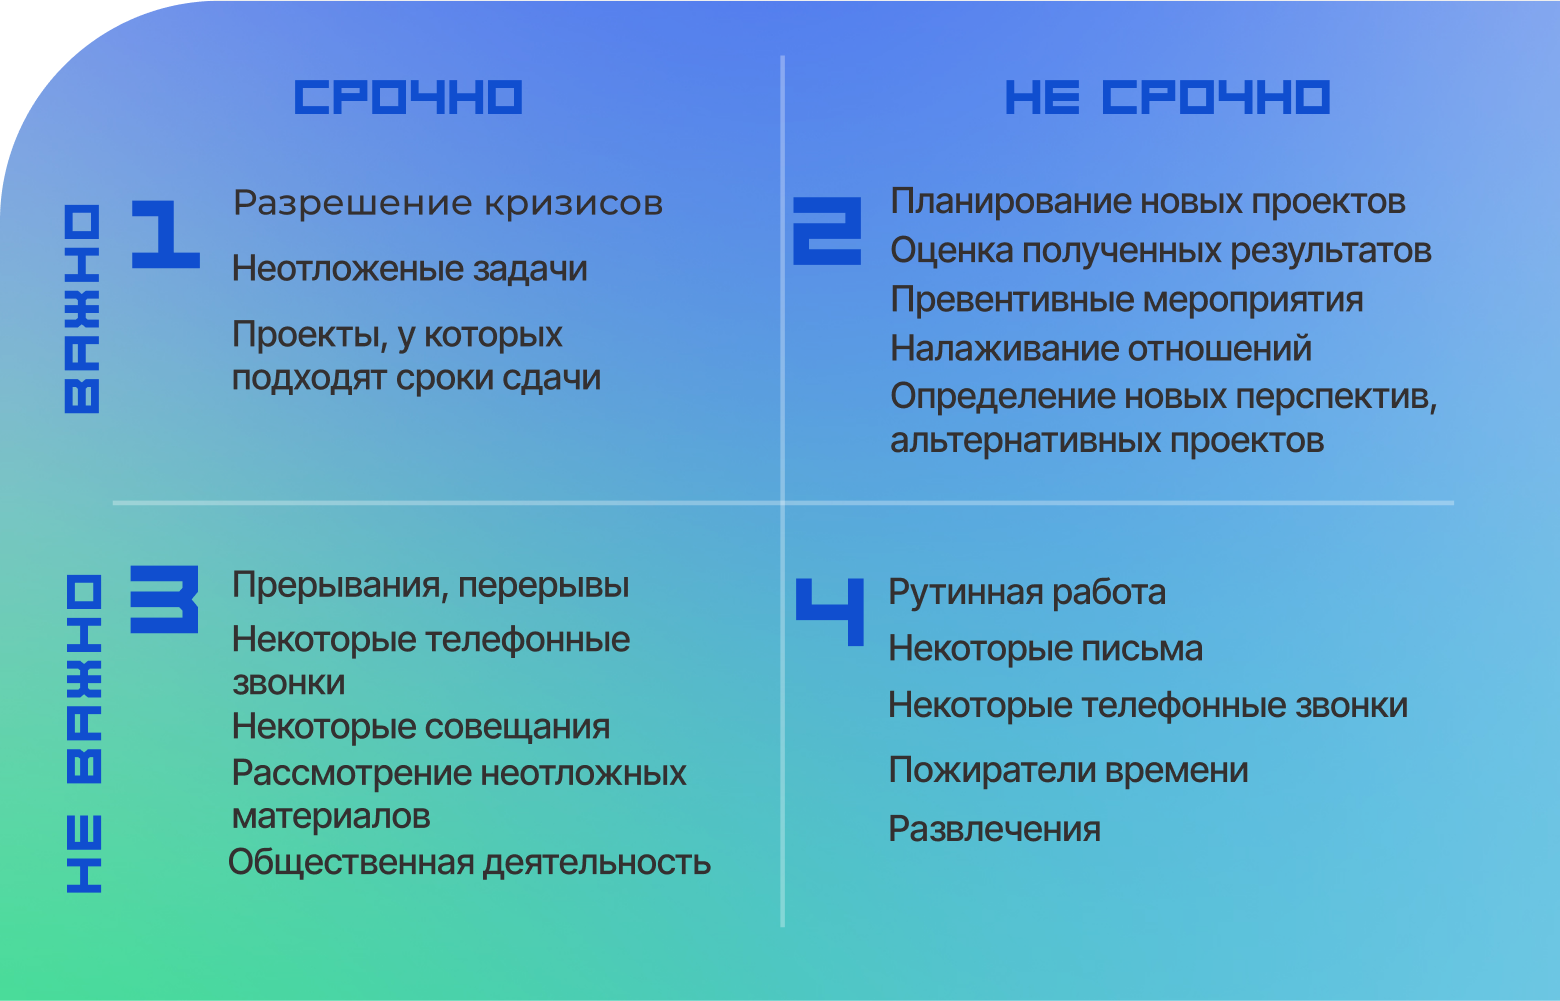 СРОЧНО
НЕ СРОЧНО
ВАЖНО
1
Разрешение кризисов
Неотложеные задачи
Проекты, у которых
подходят сроки сдачи
2
Планирование новых проектов
Оценка полученных результатов
Превентивные мероприятия
Налаживание отношений
Определение новых перспектив,
альтернативных проектов
НЕ ВАЖНО
3
Прерывания, перерывы
Некоторые телефонные
звонки
Некоторые совещания
Рассмотрение неотложных
материалов
Общественная деятельность
4
Рутинная работа
Некоторые письма
Некоторые телефонные звонки
Пожиратели времени
Развлечения